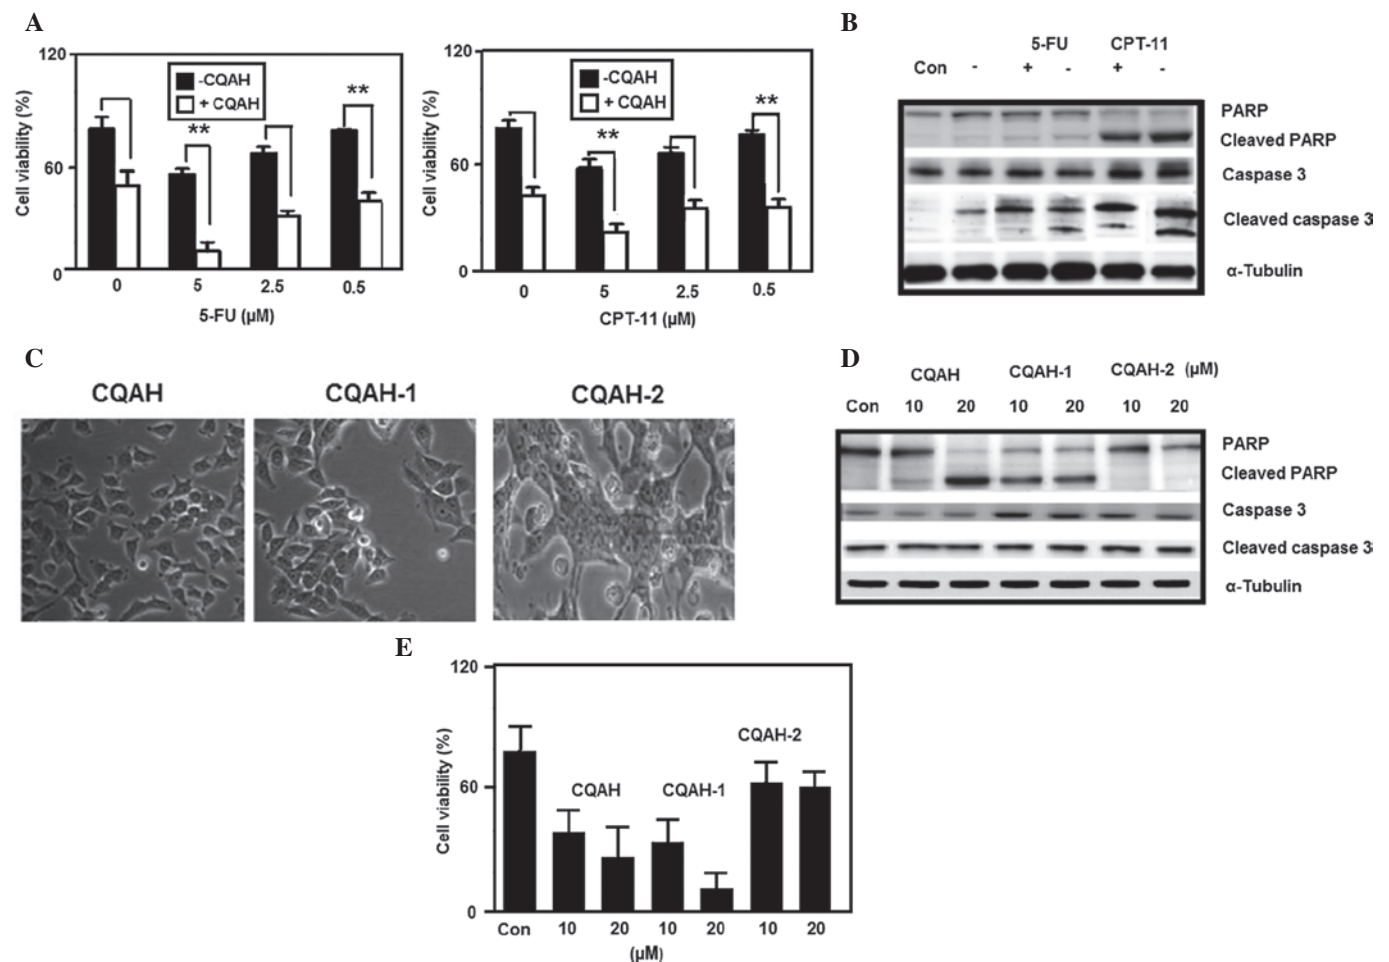 A
120
Cell viability (%)
60
0
-CQAH
+ CQAH
**
**
0 5 2.5 0.5
5-FU (µM)
120
Cell viability (%)
60
0
-CQAH
+ CQAH
**
**
0 5 2.5 0.5
CPT-11 (µM)
B
5-FU CPT-11
Con - + - + -
PARP
Cleaved PARP
Caspase 3
Cleaved caspase 3
α-Tubulin
C
CQAH CQAH-1 CQAH-2
D
CQAH CQAH-1 CQAH-2 (µM)
Con 10 20 10 20 10 20
PARP
Cleaved PARP
Caspase 3
Cleaved caspase 3
α-Tubulin
E
120
Cell viability (%)
60
0
CQAH
CQAH-1
CQAH-2
Con 10 20 10 20 10 20
(µM)